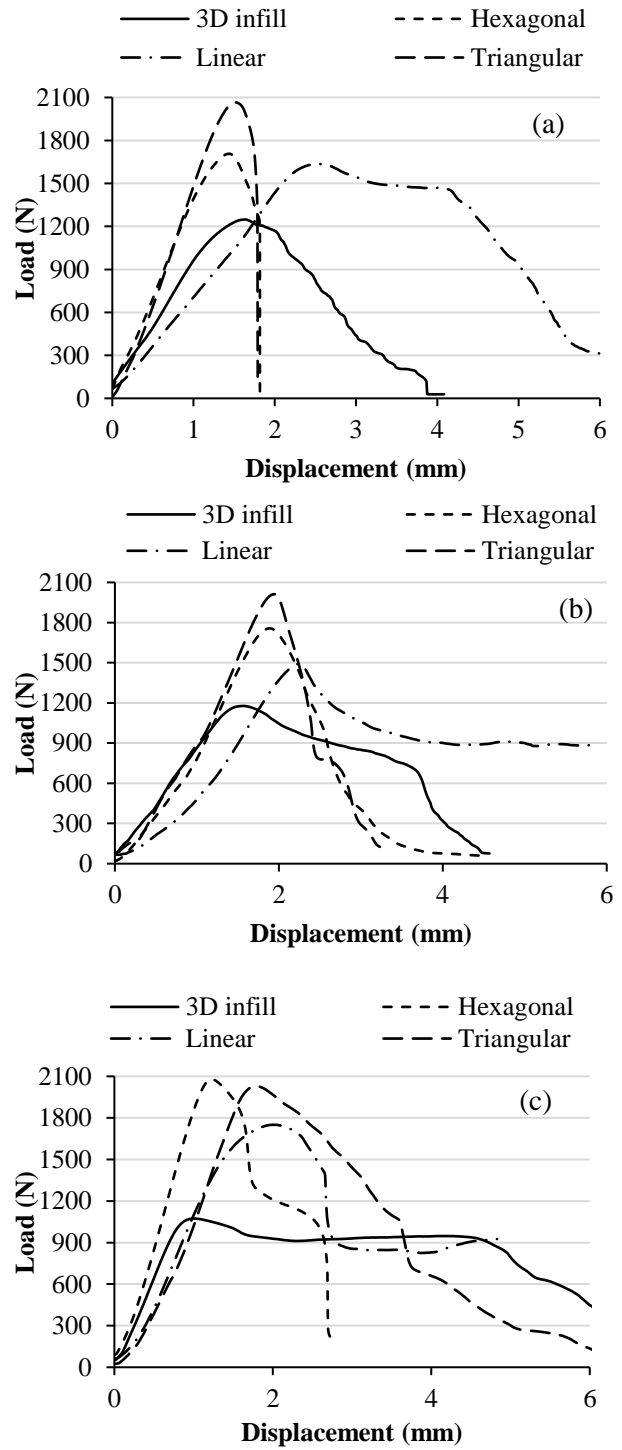 3D infill Hexagonal
Linear Triangular
2100
1800
1500
1200
900
600
300
0
(a)
Load (N)
0 1 2 3 4 5 6
Displacement (mm)
3D infill Hexagonal
Linear Triangular
2100
1800
1500
1200
900
600
300
0
(b)
Load (N)
0 2 4 6
Displacement (mm)
3D infill Hexagonal
Linear Triangular
2100
1800
1500
1200
900
600
300
0
(c)
Load (N)
0 2 4 6
Displacement (mm)